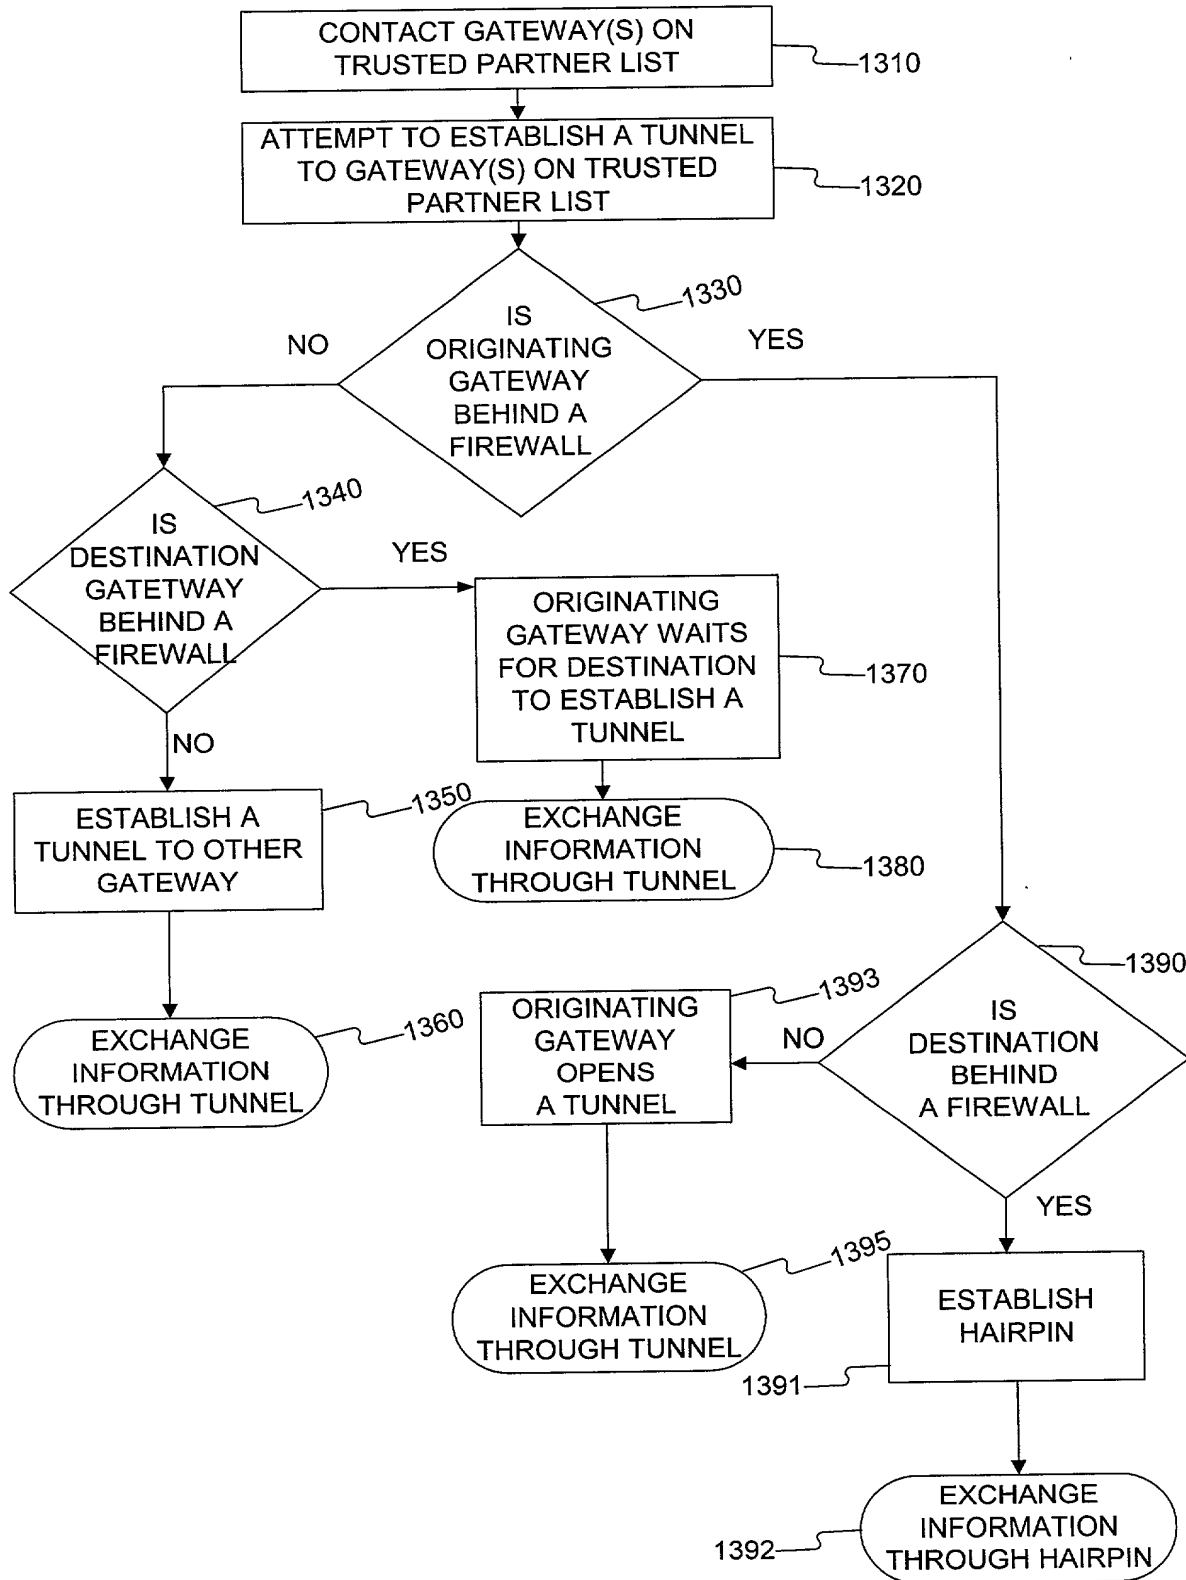 CONTACT GATEWAY(S) ON
TRUSTED PARTNER LIST
1310
ATTEMPT TO ESTABLISH A TUNNEL
TO GATEWAY(S) ON TRUSTED
PARTNER LIST
1320
1330
IS
ORIGINATING
GATEWAY
BEHIND A
FIREWALL
NO
YES
1340
IS
DESTINATION
GATETWAY
BEHIND A
FIREWALL
YES
ORIGINATING
GATEWAY WAITS
FOR DESTINATION
TO ESTABLISH A
TUNNEL
1370
NO
1350
ESTABLISH A
TUNNEL TO OTHER
GATEWAY
EXCHANGE
INFORMATION
THROUGH TUNNEL
1380
1360
EXCHANGE
INFORMATION
THROUGH TUNNEL
1390
IS
DESTINATION
BEHIND
A FIREWALL
NO
1393
ORIGINATING
GATEWAY
OPENS
A TUNNEL
YES
1395
EXCHANGE
INFORMATION
THROUGH TUNNEL
ESTABLISH
HAIRPIN
1391
EXCHANGE
INFORMATION
THROUGH HAIRPIN
1392